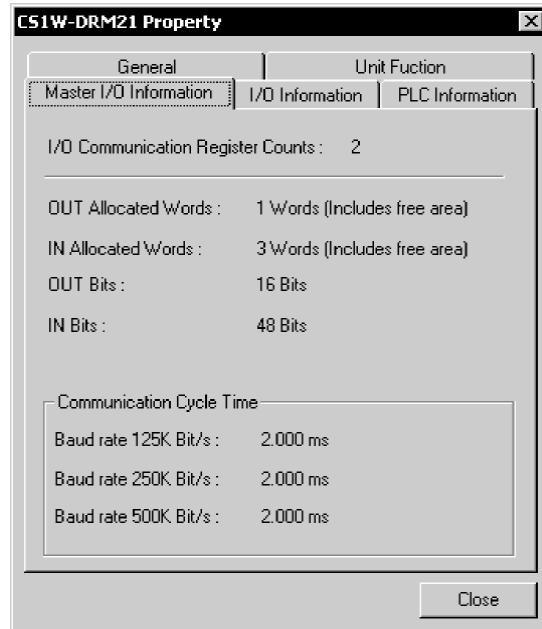 CS1W-DRM21 Property
General Unit Fuction
Master I/O Information I/O Information PLC Information
I/O Communication Register Counts : 2
OUT Allocated Words : 1 Words (Includes free area)
IN Allocated Words : 3 Words (Includes free area)
OUT Bits : 16 Bits
IN Bits : 48 Bits
Communication Cycle Time
Baud rate 125K Bit/s : 2.000 ms
Baud rate 250K Bit/s : 2.000 ms
Baud rate 500K Bit/s : 2.000 ms
Close